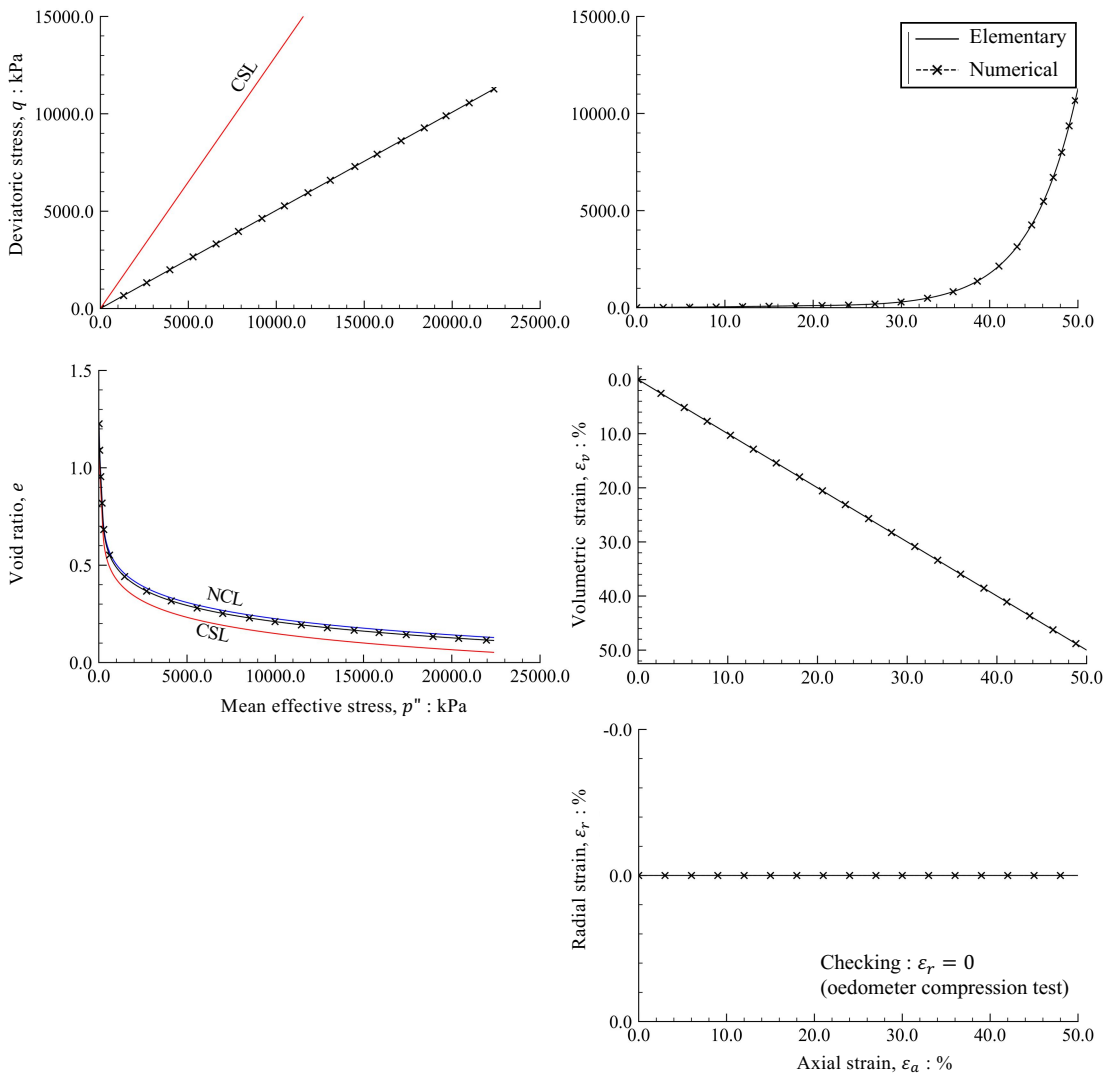 15000.0
10000.0
5000.0
0.0
Deviatoric stress, q : kPa
CSL
0.0 5000.0 10000.0 15000.0 20000.0 25000.0
15000.0
10000.0
5000.0
0.0
Elementary
Numerical
10.0 20.0 30.0 40.0 50.0
1.5
1.0
0.5
0.0
Void ratio, e
NCL
CSL
0.0 5000.0 10000.0 15000.0 20000.0 25000.0
Mean effective stress, p" : kPa
0.0
10.0
20.0
30.0
40.0
50.0
Volumetric strain, εᵥ : %
0.0 10.0 20.0 30.0 40.0 50.0
-0.0
0.0
0.0
Radial strain, εᵣ : %
Checking : εᵣ = 0
(oedometer compression test)
0.0 10.0 20.0 30.0 40.0 50.0
Axial strain, εₐ : %